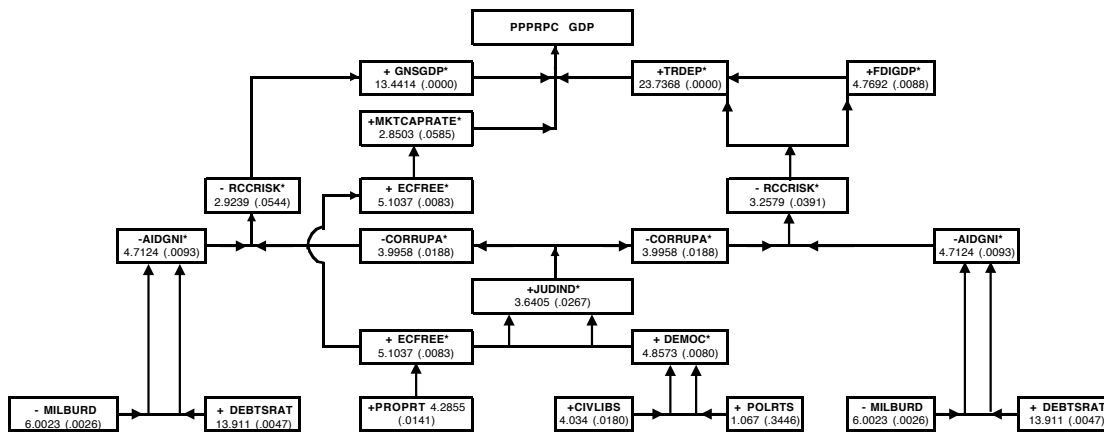 PPPRPC GDP
+ GNSGDP*
13.4414 (.0000)
+TRDEP*
23.7368 (.0000)
+FDIGDP*
4.7692 (.0088)
+MKTCAPRATE*
2.8503 (.0585)
- RCCRISK*
2.9239 (.0544)
+ ECFREE*
5.1037 (.0083)
- RCCRISK*
3.2579 (.0391)
-AIDGNI*
4.7124 (.0093)
-CORRUPA*
3.9958 (.0188)
-CORRUPA*
3.9958 (.0188)
-AIDGNI*
4.7124 (.0093)
+JUDIND*
3.6405 (.0267)
+ ECFREE*
5.1037 (.0083)
+ DEMOC*
4.8573 (.0080)
- MILBURD
6.0023 (.0026)
+ DEBTSRAT
13.911 (.0047)
+PROPRT 4.2855
(.0141)
+CIVLIBS
4.034 (.0180)
+ POLRTS
1.067 (.3446)
- MILBURD
6.0023 (.0026)
+ DEBTSRAT
13.911 (.0047)